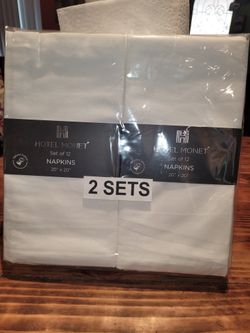 HOTEL MONET
Set of 12
NAPKINS
20" x 20"
HOTEL MONET
Set of 12
NAPKINS
20" x 20"
2 SETS